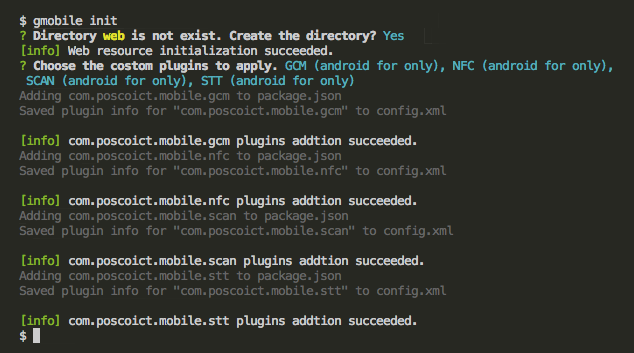 $ gmobile init
? Directory web is not exist. Create the directory? Yes
[info] Web resource initialization succeeded.
? Choose the costom plugins to apply. GCM (android for only), NFC (android for only),
SCAN (android for only), STT (android for only)
Adding com.poscoict.mobile.gcm to package.json
Saved plugin info for "com.poscoict.mobile.gcm" to config.xml
[info] com.poscoict.mobile.gcm plugins addtion succeeded.
Adding com.poscoict.mobile.nfc to package.json
Saved plugin info for "com.poscoict.mobile.nfc" to config.xml
[info] com.poscoict.mobile.nfc plugins addtion succeeded.
Adding com.poscoict.mobile.scan to package.json
Saved plugin info for "com.poscoict.mobile.scan" to config.xml
[info] com.poscoict.mobile.scan plugins addtion succeeded.
Adding com.poscoict.mobile.stt to package.json
Saved plugin info for "com.poscoict.mobile.stt" to config.xml
[info] com.poscoict.mobile.stt plugins addtion succeeded.
$